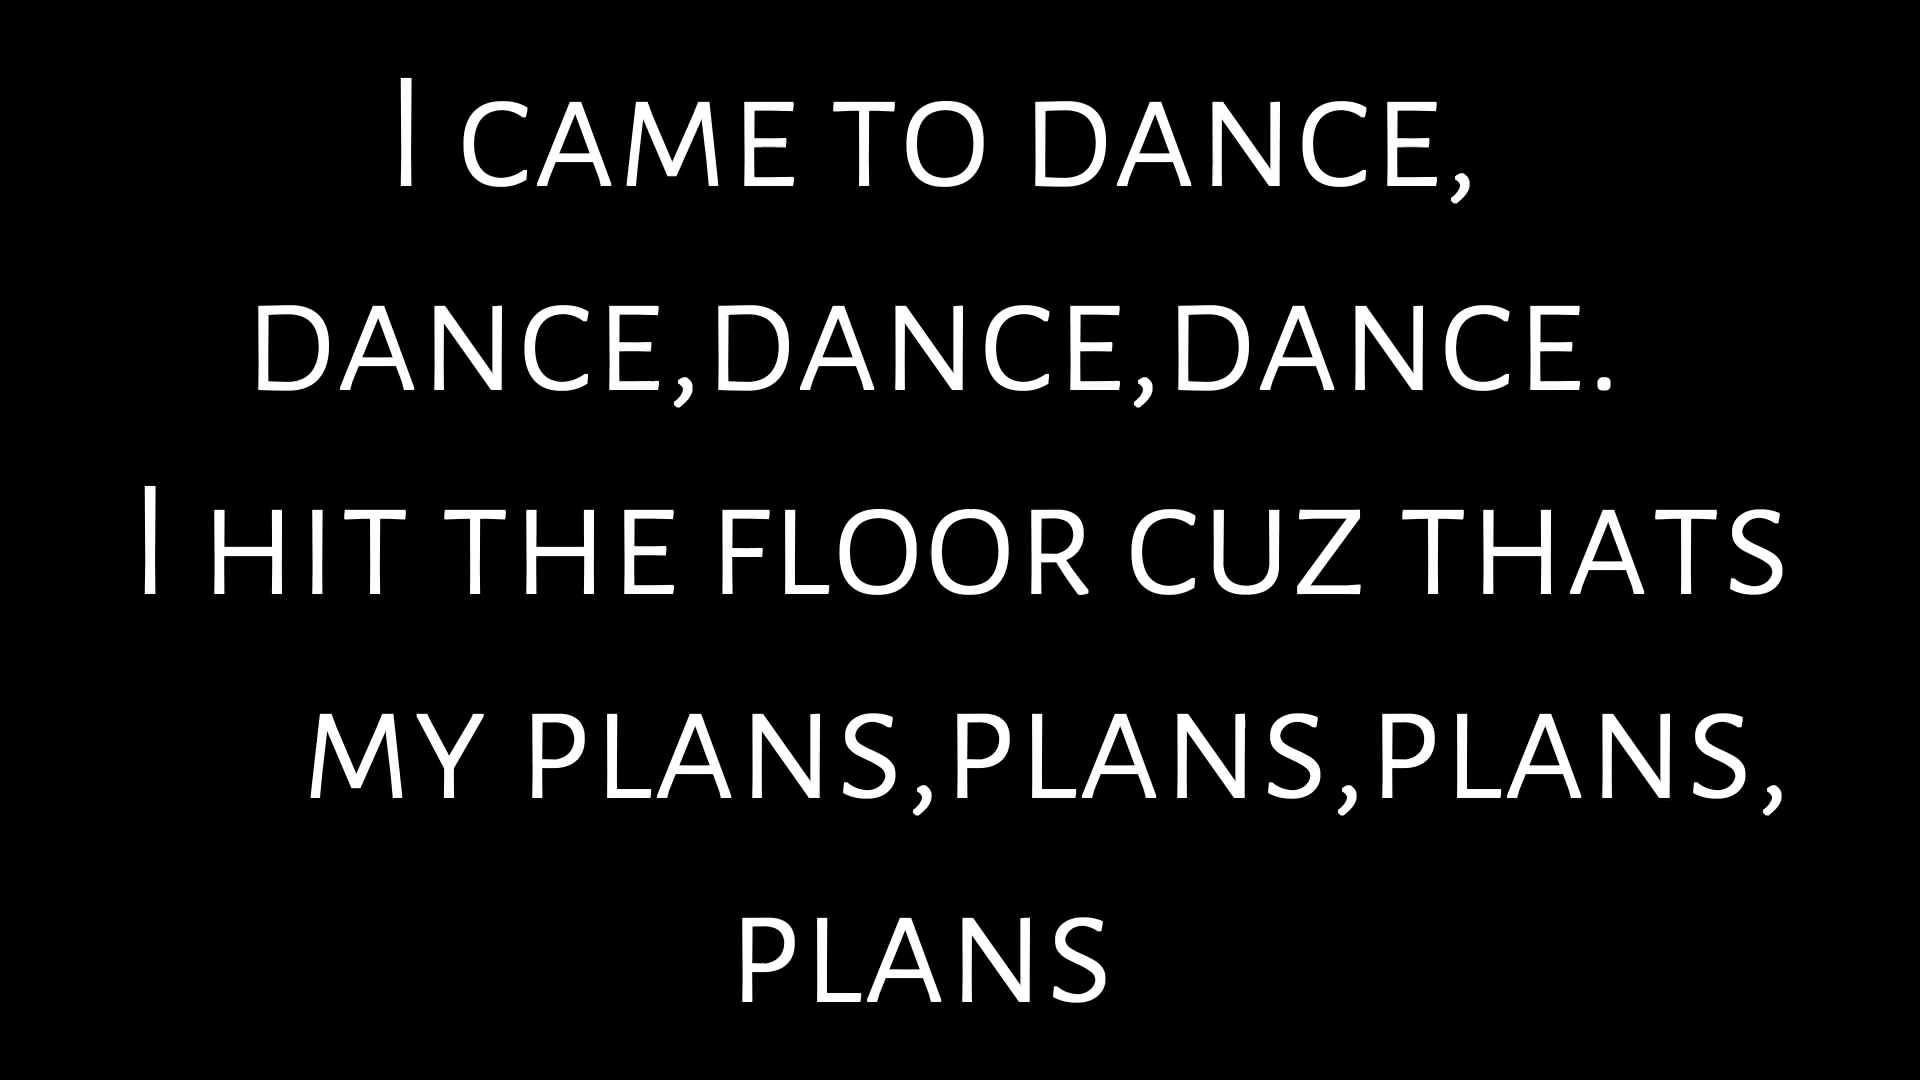 I came to dance,
dance,dance,dance.
I hit the floor cuz thats
my plans,plans,plans,
plans